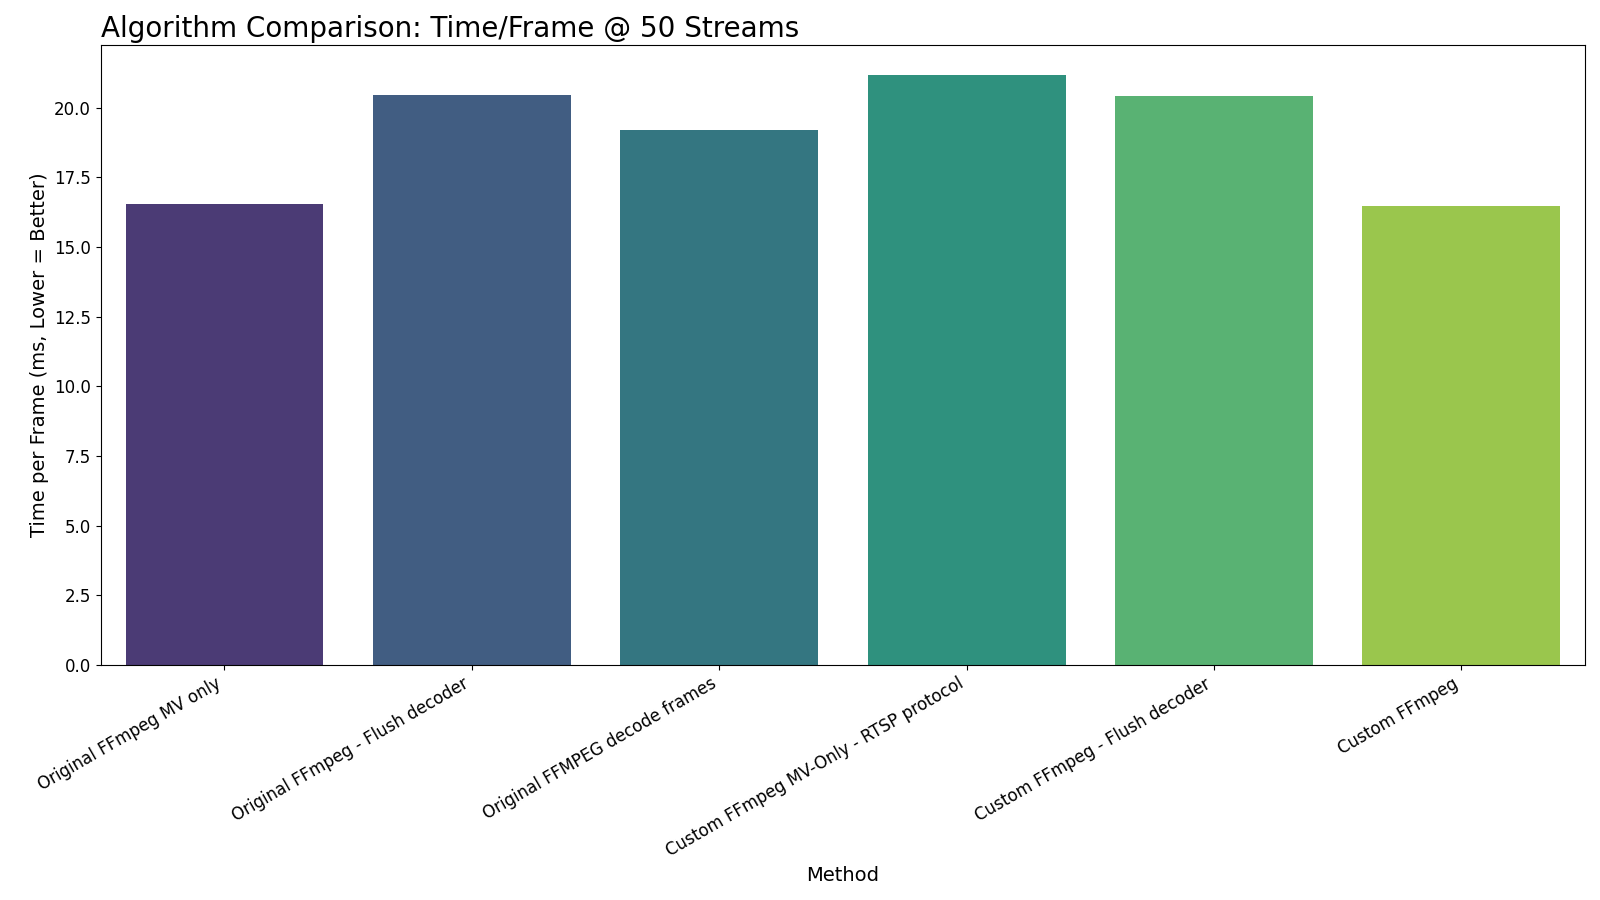 Algorithm Comparison: Time/Frame @ 50 Streams
Time per Frame (ms, Lower = Better)
20.0
17.5
15.0
12.5
10.0
7.5
5.0
2.5
0.0
Original FFmpeg MV only
Original FFmpeg - Flush decoder
Original FFMPEG decode frames
Custom FFmpeg MV-Only - RTSP protocol
Custom FFmpeg - Flush decoder
Custom FFmpeg
Method